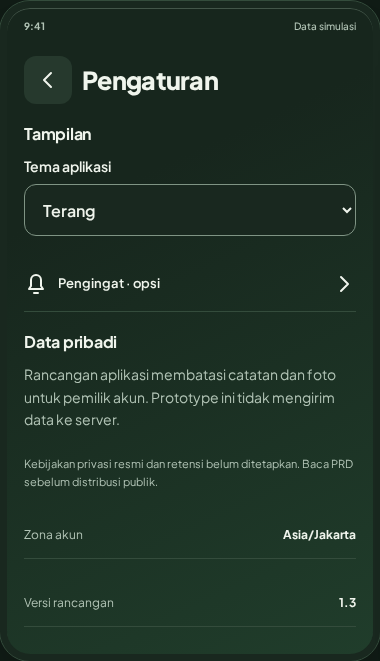 9:41 Data simulasi
Pengaturan
Tampilan
Tema aplikasi
Terang
Pengingat · opsi
Data pribadi
Rancangan aplikasi membatasi catatan dan foto
untuk pemilik akun. Prototype ini tidak mengirim
data ke server.
Kebijakan privasi resmi dan retensi belum ditetapkan. Baca PRD
sebelum distribusi publik.
Zona akun Asia/Jakarta
Versi rancangan 1.3